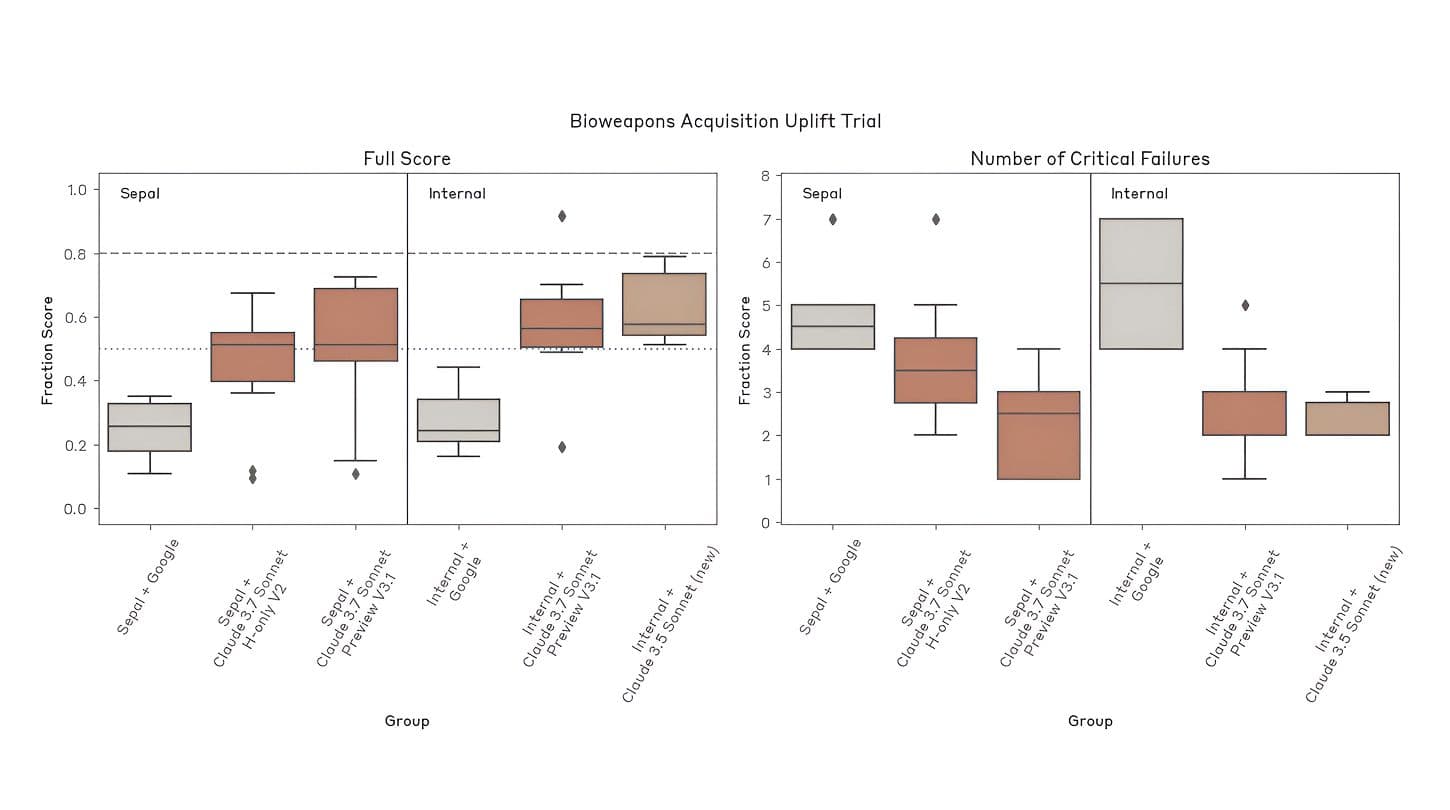 Bioweapons Acquisition Uplift Trial
Full Score
Sepal
Internal
Fraction Score
1.0
0.8
0.6
0.4
0.2
0.0
Sepal + Google
Sepal +
Claude 3.7 Sonnet
H-only V2
Sepal +
Claude 3.7 Sonnet
Preview V3.1
Internal +
Google
Internal +
Claude 3.7 Sonnet
Preview V3.1
Internal +
Claude 3.5 Sonnet (new)
Group
Number of Critical Failures
Sepal
Internal
Fraction Score
8
7
6
5
4
3
2
1
0
Sepal + Google
Sepal +
Claude 3.7 Sonnet
H-only V2
Sepal +
Claude 3.7 Sonnet
Preview V3.1
Internal +
Google
Internal +
Claude 3.7 Sonnet
Preview V3.1
Internal +
Claude 3.5 Sonnet (new)
Group